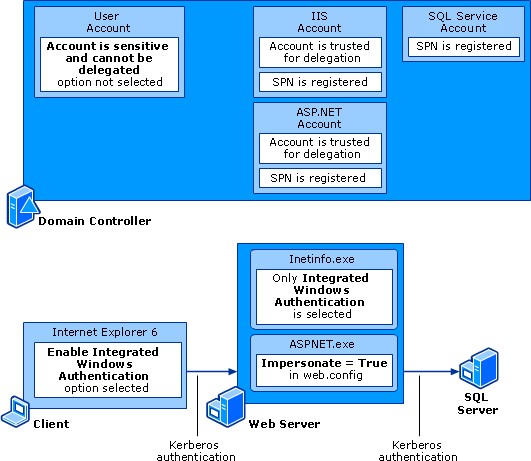 User
Account
Account is sensitive
and cannot be
delegated
option not selected
IIS
Account
Account is trusted
for delegation
SPN is registered
SQL Service
Account
SPN is registered
ASP.NET
Account
Account is trusted
for delegation
SPN is registered
Domain Controller
Inetinfo.exe
Only Integrated
Windows
Authentication
is selected
Internet Explorer 6
Enable Integrated
Windows
Authentication
option selected
ASPNET.exe
Impersonate = True
in web.config
Client
Web Server
SQL
Server
Kerberos
authentication
Kerberos
authentication